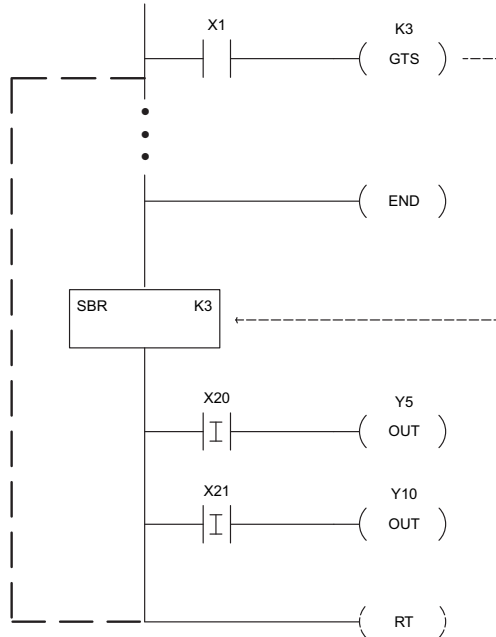 X1 K3
GTS
END
SBR K3
X20 Y5
I OUT
X21 Y10
I OUT
RT